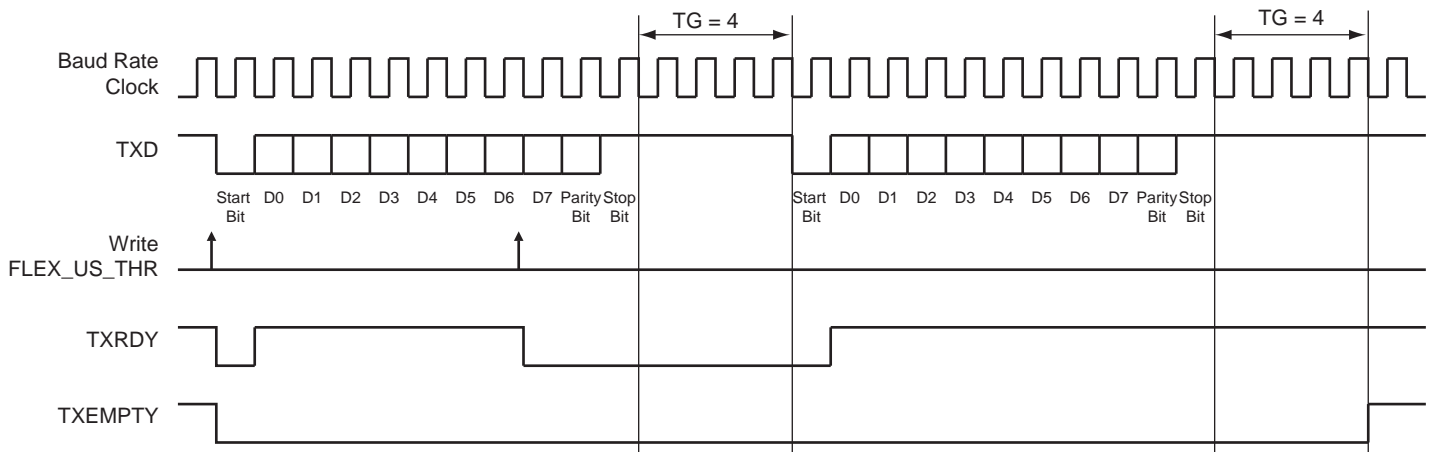 TG = 4
TG = 4
Baud Rate
Clock
TXD
Start
Bit
D0
D1
D2
D3
D4
D5
D6
D7
Parity
Bit
Stop
Bit
Start
Bit
D0
D1
D2
D3
D4
D5
D6
D7
Parity
Bit
Stop
Bit
Write
FLEX_US_THR
TXRDY
TXEMPTY